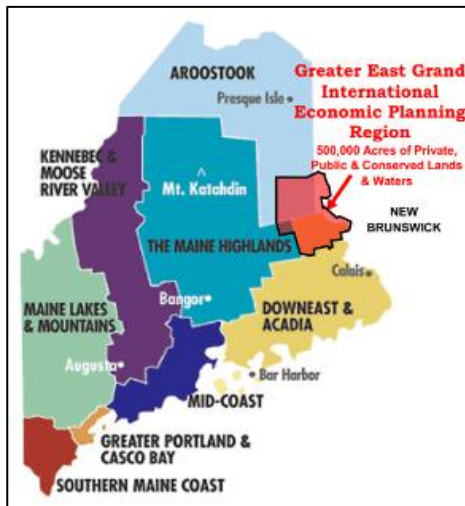 AROOSTOOK
Presque Isle
Greater East Grand
International
Economic Planning
Region
500,000 Acres of Private,
Public & Conserved Lands
& Waters
KENNEBEC &
MOOSE
RIVER VALLEY
Mt. Katahdin
NEW
BRUNSWICK
THE MAINE HIGHLANDS
Calais
MAINE LAKES
& MOUNTAINS
Bangor
DOWNEAST &
ACADIA
Augusta
Bar Harbor
MID-COAST
GREATER PORTLAND &
CASCO BAY
SOUTHERN MAINE COAST